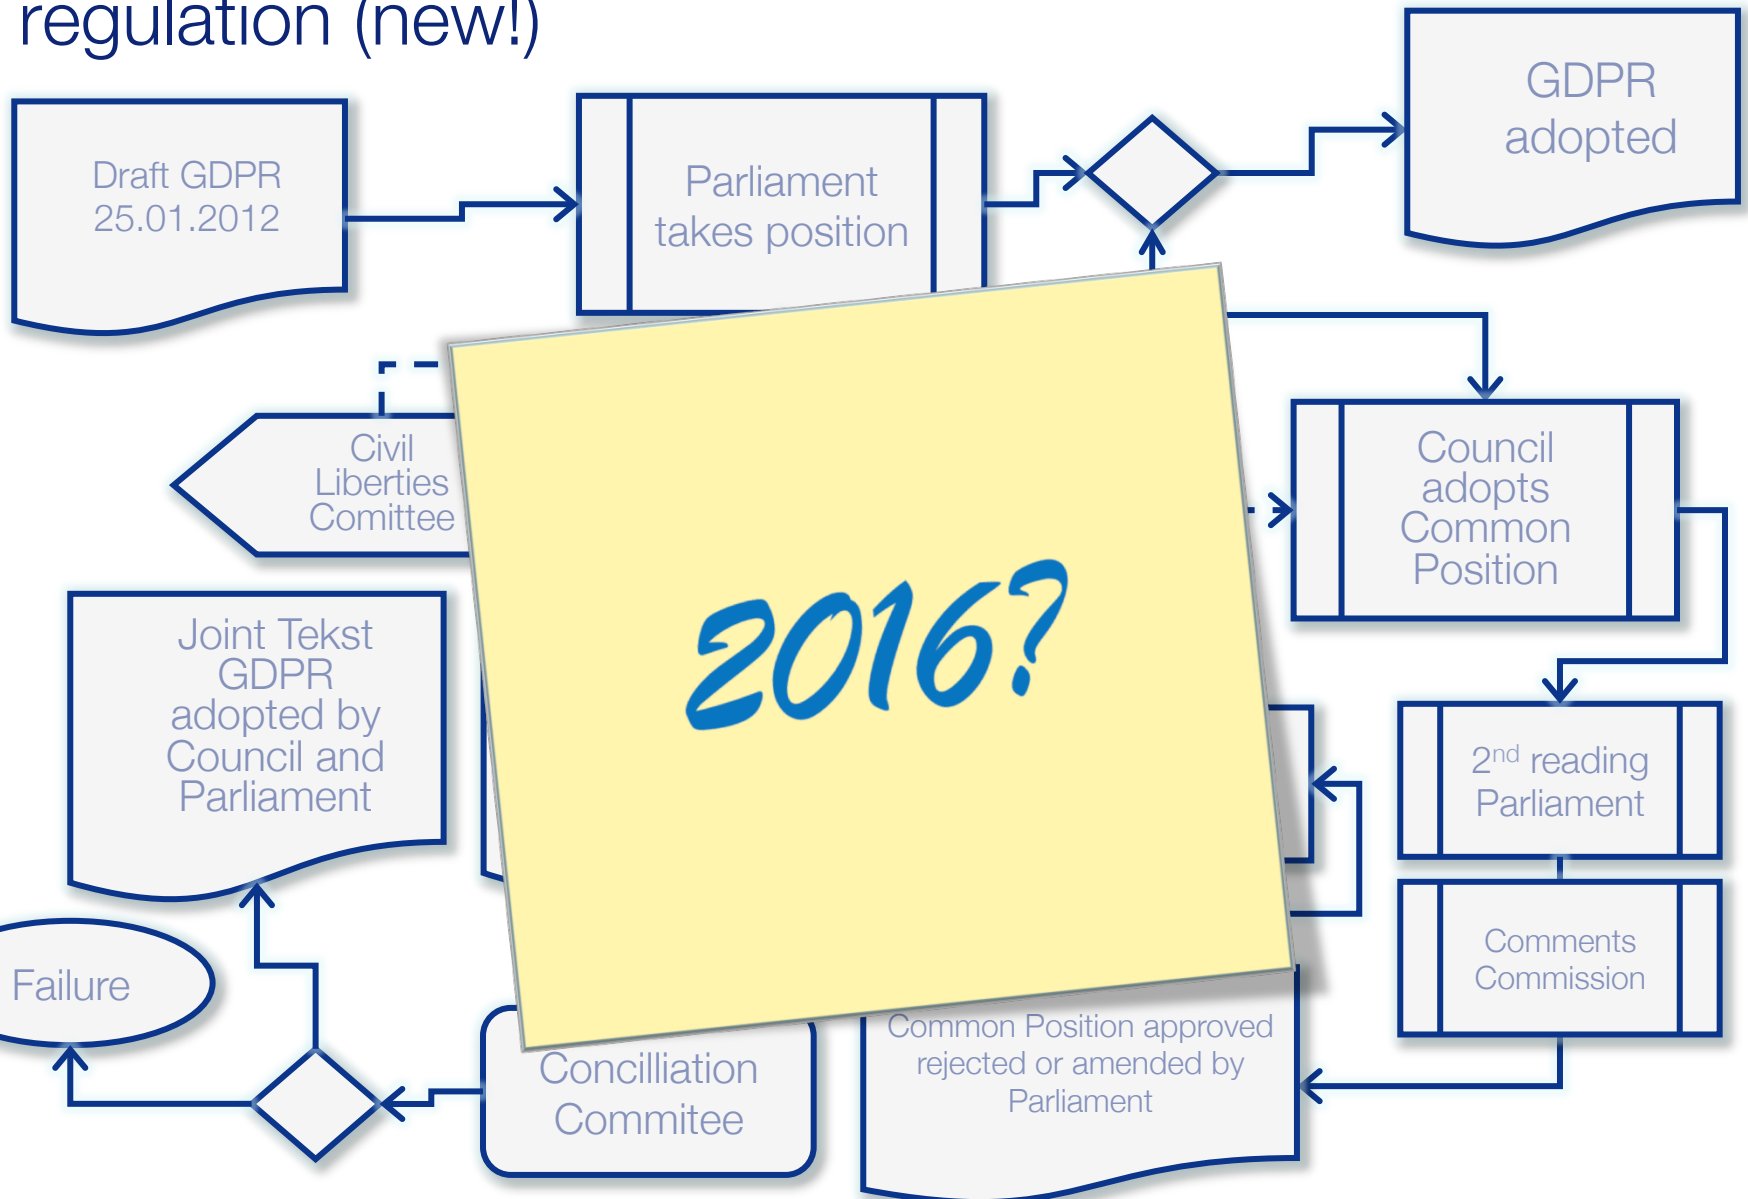 regulation (new!)
GDPR
adopted
Draft GDPR
25.01.2012
Parliament
takes position
Civil
Liberties
Comittee
Council
adopts
Common
Position
2016?
Joint Tekst
GDPR
adopted by
Council and
Parliament
2nd reading
Parliament
Comments
Commission
Failure
Concilliation
Commitee
Common Position approved
rejected or amended by
Parliament